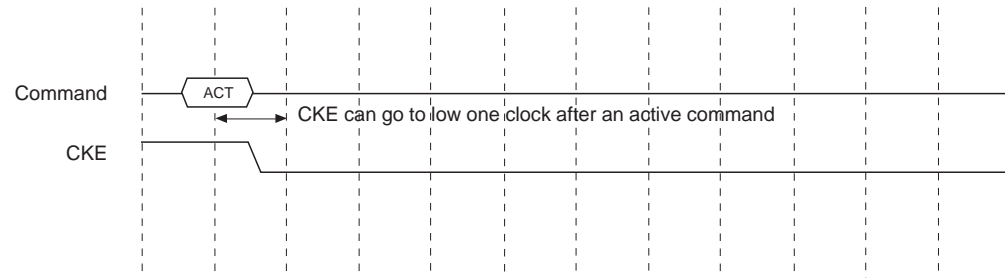 Command
ACT
CKE can go to low one clock after an active command
CKE